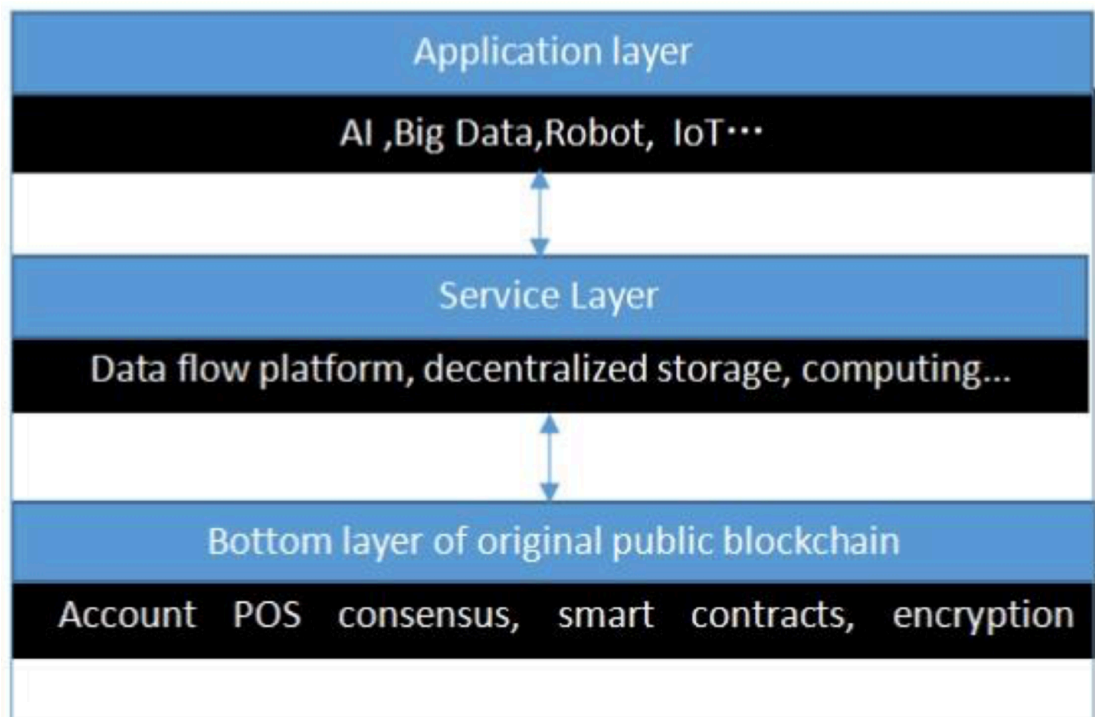 Application layer
AI ,Big Data,Robot, IoT⋯
Service Layer
Data flow platform, decentralized storage, computing...
Bottom layer of original public blockchain
Account POS consensus, smart contracts, encryption